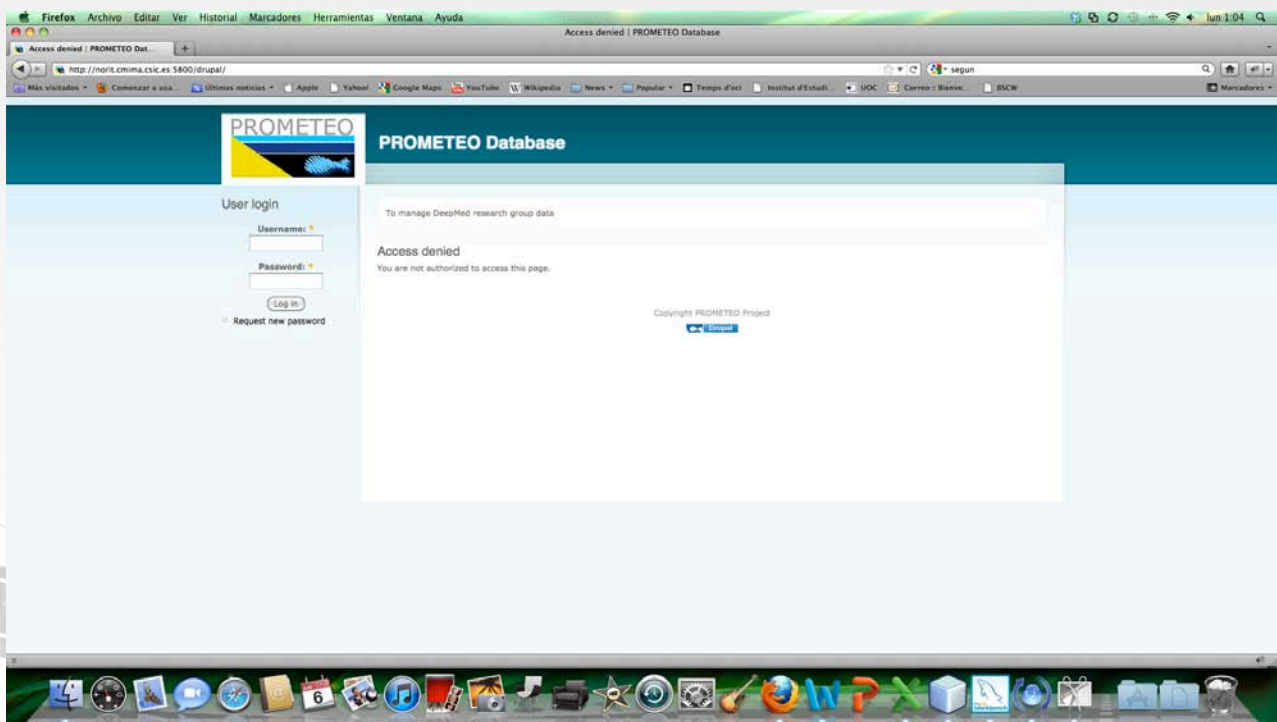 Firefox Archivo Editar Ver Historial Marcadores Herramientas Ventana Ayuda lun 1:04
Access denied | PROMETEO Database
Access denied | PROMETEO Dat...
http://norit.cmima.csic.es:5800/drupal/ segun
Más visitados Comenzar a usa... Últimas noticias Apple Yahoo! Google Maps YouTube Wikipedia News Popular Temps d'oci Institut d'Estudi... UOC Correo :: Bienve... BSCW Marcadores
PROMETEO
PROMETEO Database
User login
Username: *
Password: *
Log in
Request new password
To manage DeepMed research group data
Access denied
You are not authorized to access this page.
Copyright PROMETEO Project
Drupal
6